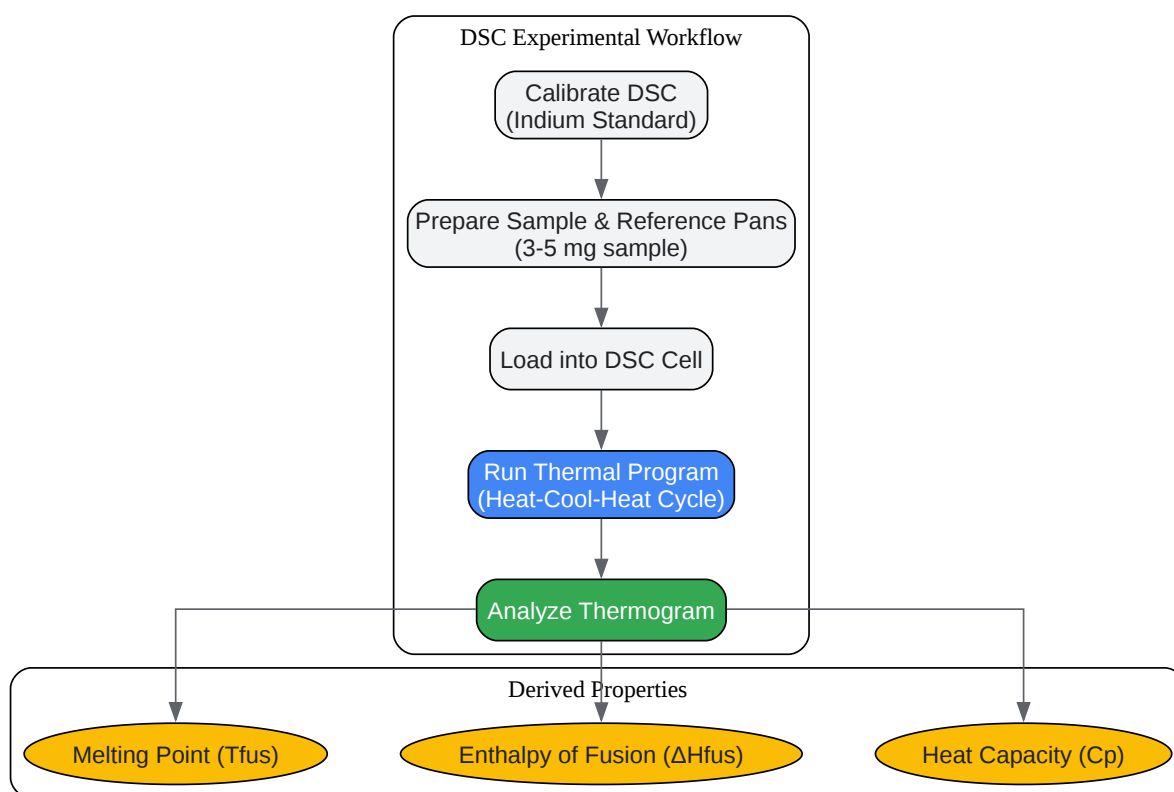 DSC Experimental Workflow
Calibrate DSC
(Indium Standard)
Prepare Sample & Reference Pans
(3-5 mg sample)
Load into DSC Cell
Run Thermal Program
(Heat-Cool-Heat Cycle)
Analyze Thermogram
Derived Properties
Melting Point (Tfus)
Enthalpy of Fusion (ΔHfus)
Heat Capacity (Cp)